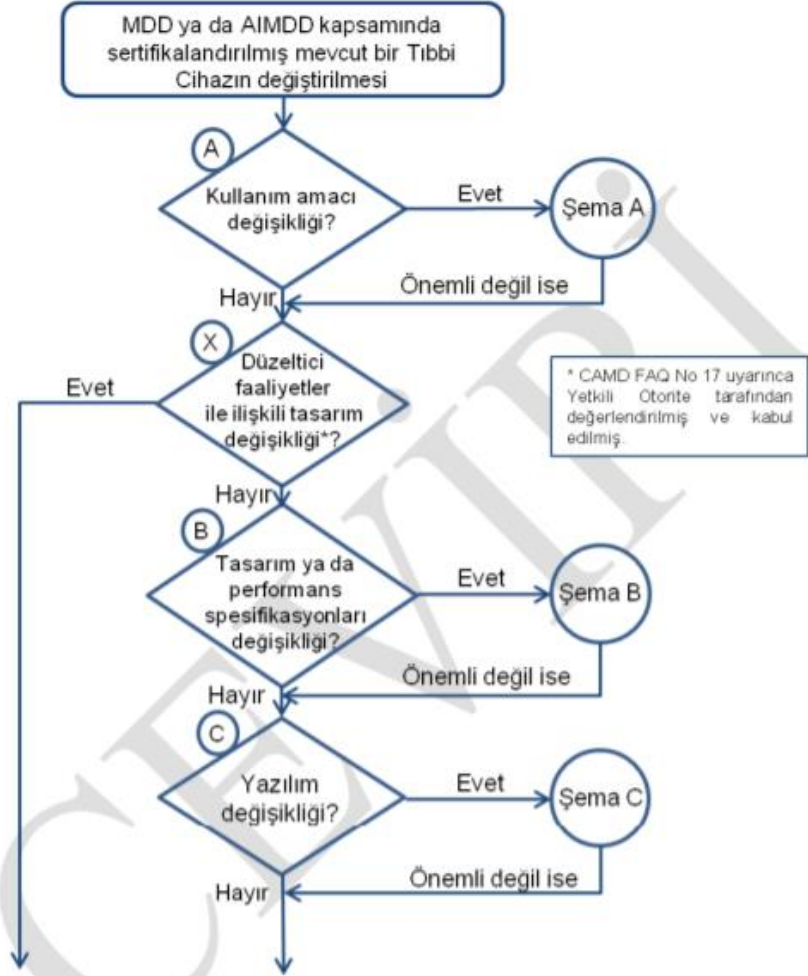 MDD ya da AIMDD kapsamında
sertifikalandırılmış mevcut bir Tıbbi
Cihazın değiştirilmesi
A
Kullanım amacı
değişikliği?
Evet
Şema A
Hayır
Önemli değil ise
X
Düzeltici
faaliyetler
ile ilişkili tasarım
değişikliği*?
Evet
* CAMD FAQ No 17 uyarınca
Yetkili Otorite tarafından
değerlendirilmiş ve kabul
edilmiş.
Hayır
B
Tasarım ya da
performans
spesifikasyonları
değişikliği?
Evet
Şema B
Hayır
Önemli değil ise
C
Yazılım
değişikliği?
Evet
Şema C
Hayır
Önemli değil ise
ÇEVİRİ